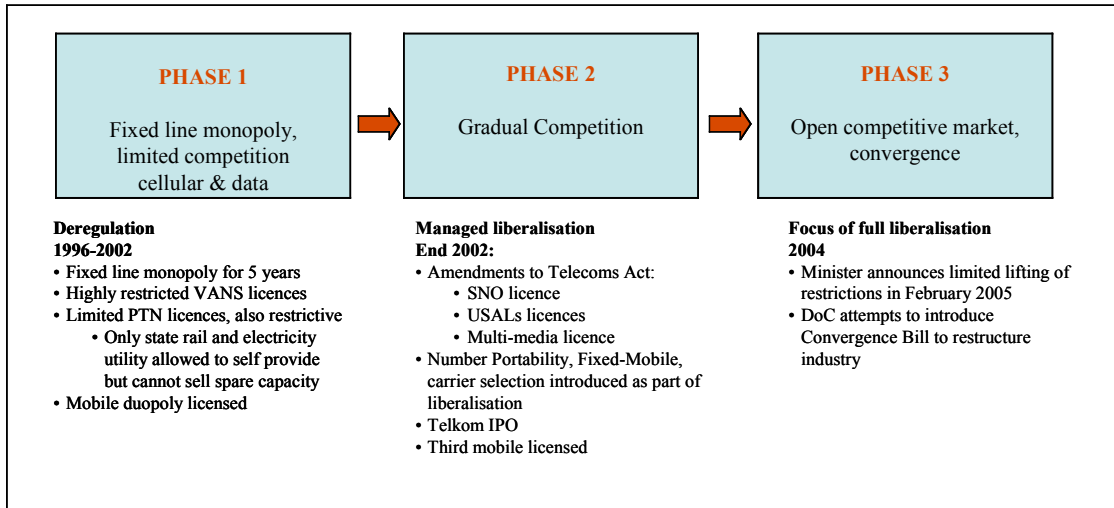 PHASE 1
Fixed line monopoly,
limited competition
cellular & data
PHASE 2
Gradual Competition
PHASE 3
Open competitive market,
convergence
Deregulation
1996-2002
• Fixed line monopoly for 5 years
• Highly restricted VANS licences
• Limited PTN licences, also restrictive
• Only state rail and electricity
utility allowed to self provide
but cannot sell spare capacity
• Mobile duopoly licensed
Managed liberalisation
End 2002:
• Amendments to Telecoms Act:
• SNO licence
• USALs licences
• Multi-media licence
• Number Portability, Fixed-Mobile,
carrier selection introduced as part of
liberalisation
• Telkom IPO
• Third mobile licensed
Focus of full liberalisation
2004
• Minister announces limited lifting of
restrictions in February 2005
• DoC attempts to introduce
Convergence Bill to restructure
industry